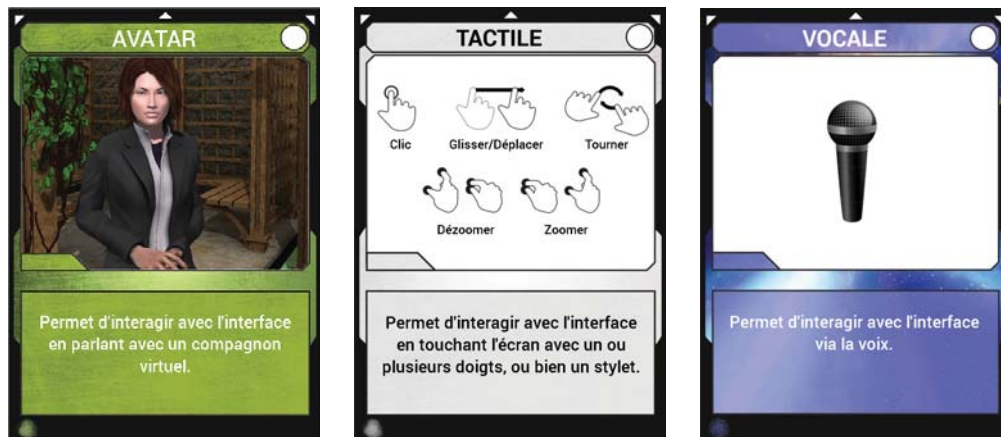 AVATAR
Permet d'interagir avec l'interface
en parlant avec un compagnon
virtuel.
TACTILE
Clic
Glisser/Déplacer
Tourner
Dézoomer
Zoomer
Permet d'interagir avec l'interface
en touchant l'écran avec un ou
plusieurs doigts, ou bien un stylet.
VOCALE
Permet d'interagir avec l'interface
via la voix.